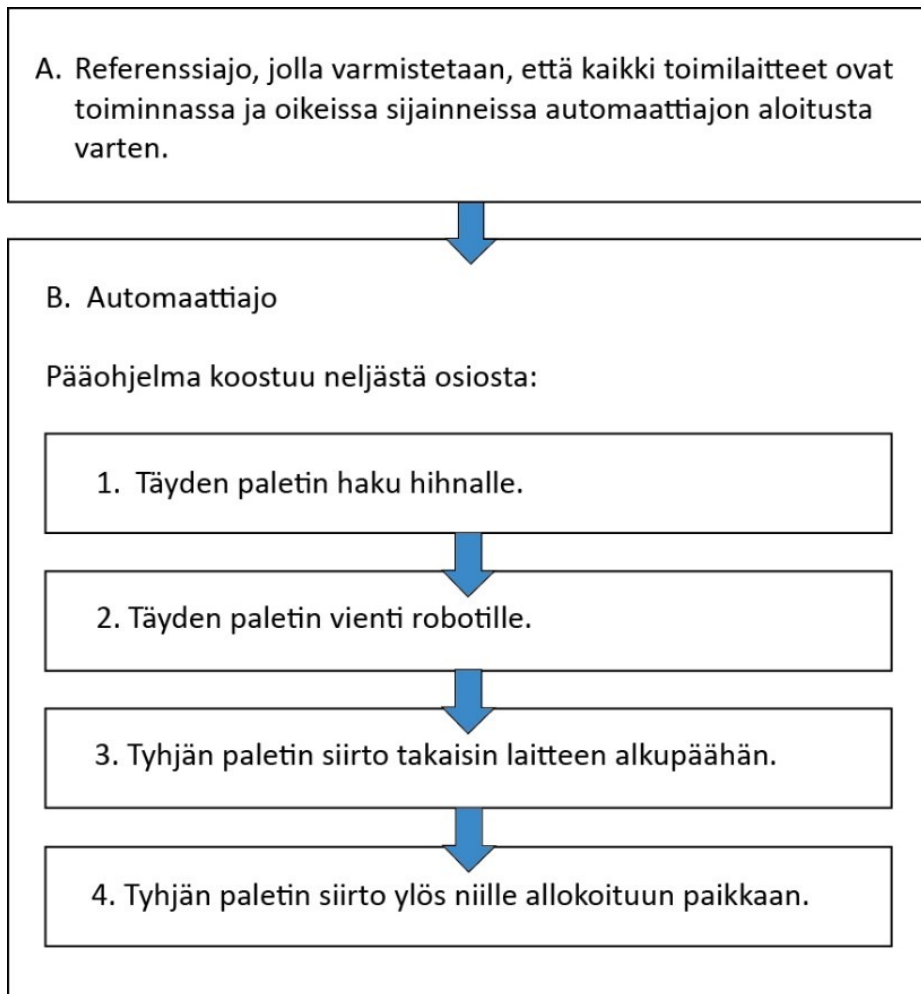 A. Referenssiajo, jolla varmistetaan, että kaikki toimilaitteet ovat
toiminnassa ja oikeissa sijainneissa automaattiajon aloitusta
varten.
B. Automaattiajo
Pääohjelma koostuu neljästä osiosta:
1. Täyden paletin haku hihnalle.
2. Täyden paletin vienti robotille.
3. Tyhjän paletin siirto takaisin laitteen alkupäähän.
4. Tyhjän paletin siirto ylös niille allokoituun paikkaan.